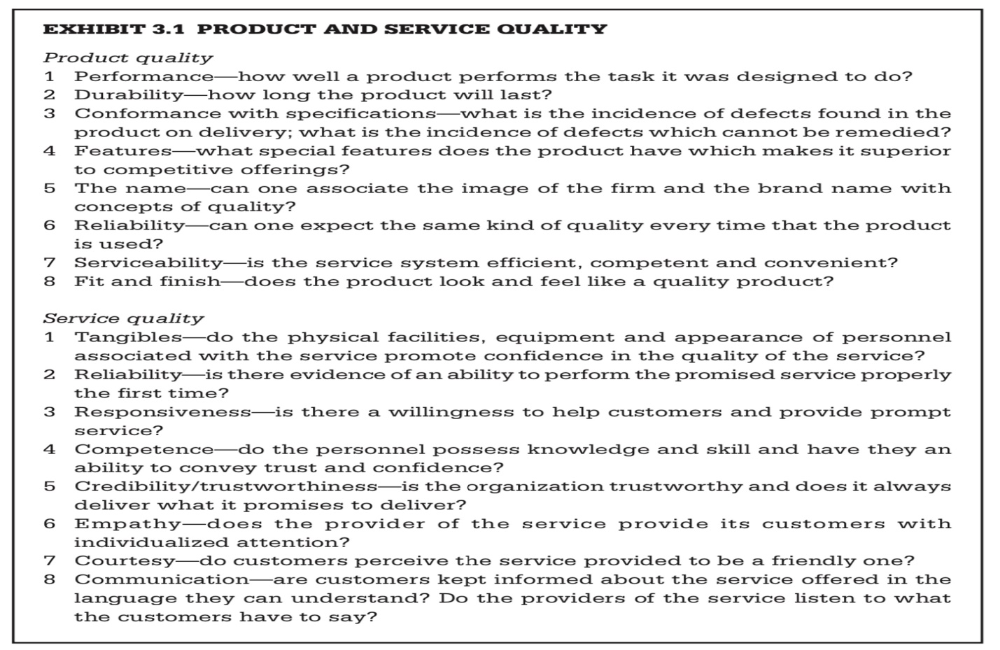 EXHIBIT 3.1 PRODUCT AND SERVICE QUALITY
Product quality
1 Performance—how well a product performs the task it was designed to do?
2 Durability—how long the product will last?
3 Conformance with specifications—what is the incidence of defects found in the
product on delivery; what is the incidence of defects which cannot be remedied?
4 Features—what special features does the product have which makes it superior
to competitive offerings?
5 The name—can one associate the image of the firm and the brand name with
concepts of quality?
6 Reliability—can one expect the same kind of quality every time that the product
is used?
7 Serviceability—is the service system efficient, competent and convenient?
8 Fit and finish—does the product look and feel like a quality product?
Service quality
1 Tangibles—do the physical facilities, equipment and appearance of personnel
associated with the service promote confidence in the quality of the service?
2 Reliability—is there evidence of an ability to perform the promised service properly
the first time?
3 Responsiveness—is there a willingness to help customers and provide prompt
service?
4 Competence—do the personnel possess knowledge and skill and have they an
ability to convey trust and confidence?
5 Credibility/trustworthiness—is the organization trustworthy and does it always
deliver what it promises to deliver?
6 Empathy—does the provider of the service provide its customers with
individualized attention?
7 Courtesy—do customers perceive the service provided to be a friendly one?
8 Communication—are customers kept informed about the service offered in the
language they can understand? Do the providers of the service listen to what
the customers have to say?